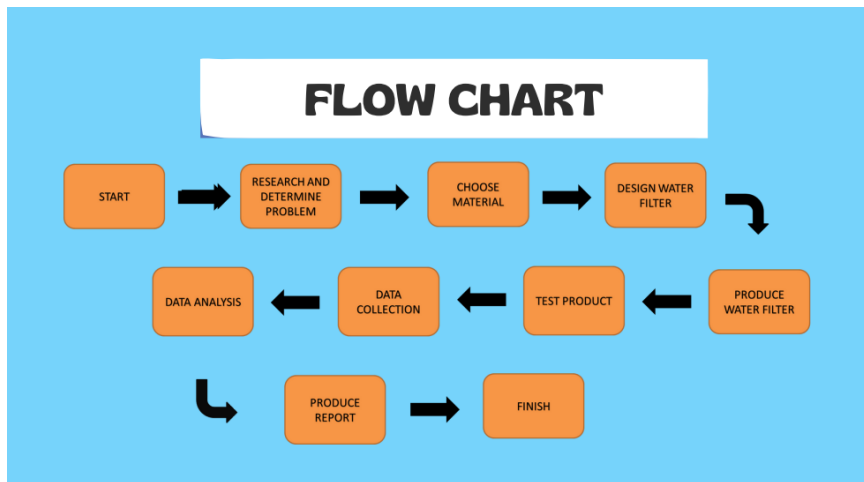 FLOW CHART
START
RESEARCH AND
DETERMINE
PROBLEM
CHOOSE
MATERIAL
DESIGN WATER
FILTER
PRODUCE
WATER FILTER
TEST PRODUCT
DATA
COLLECTION
DATA ANALYSIS
PRODUCE
REPORT
FINISH